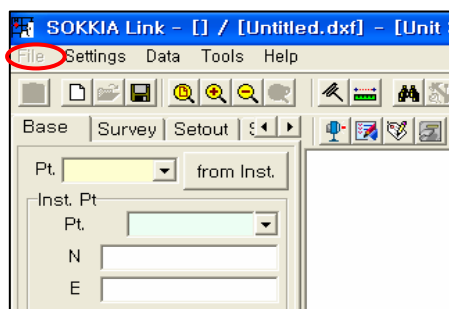 SOKKIA Link - [] / [Untitled.dxf] - [Unit
File Settings Data Tools Help
Base Survey Setout
Pt. from Inst.
Inst. Pt
Pt.
N
E